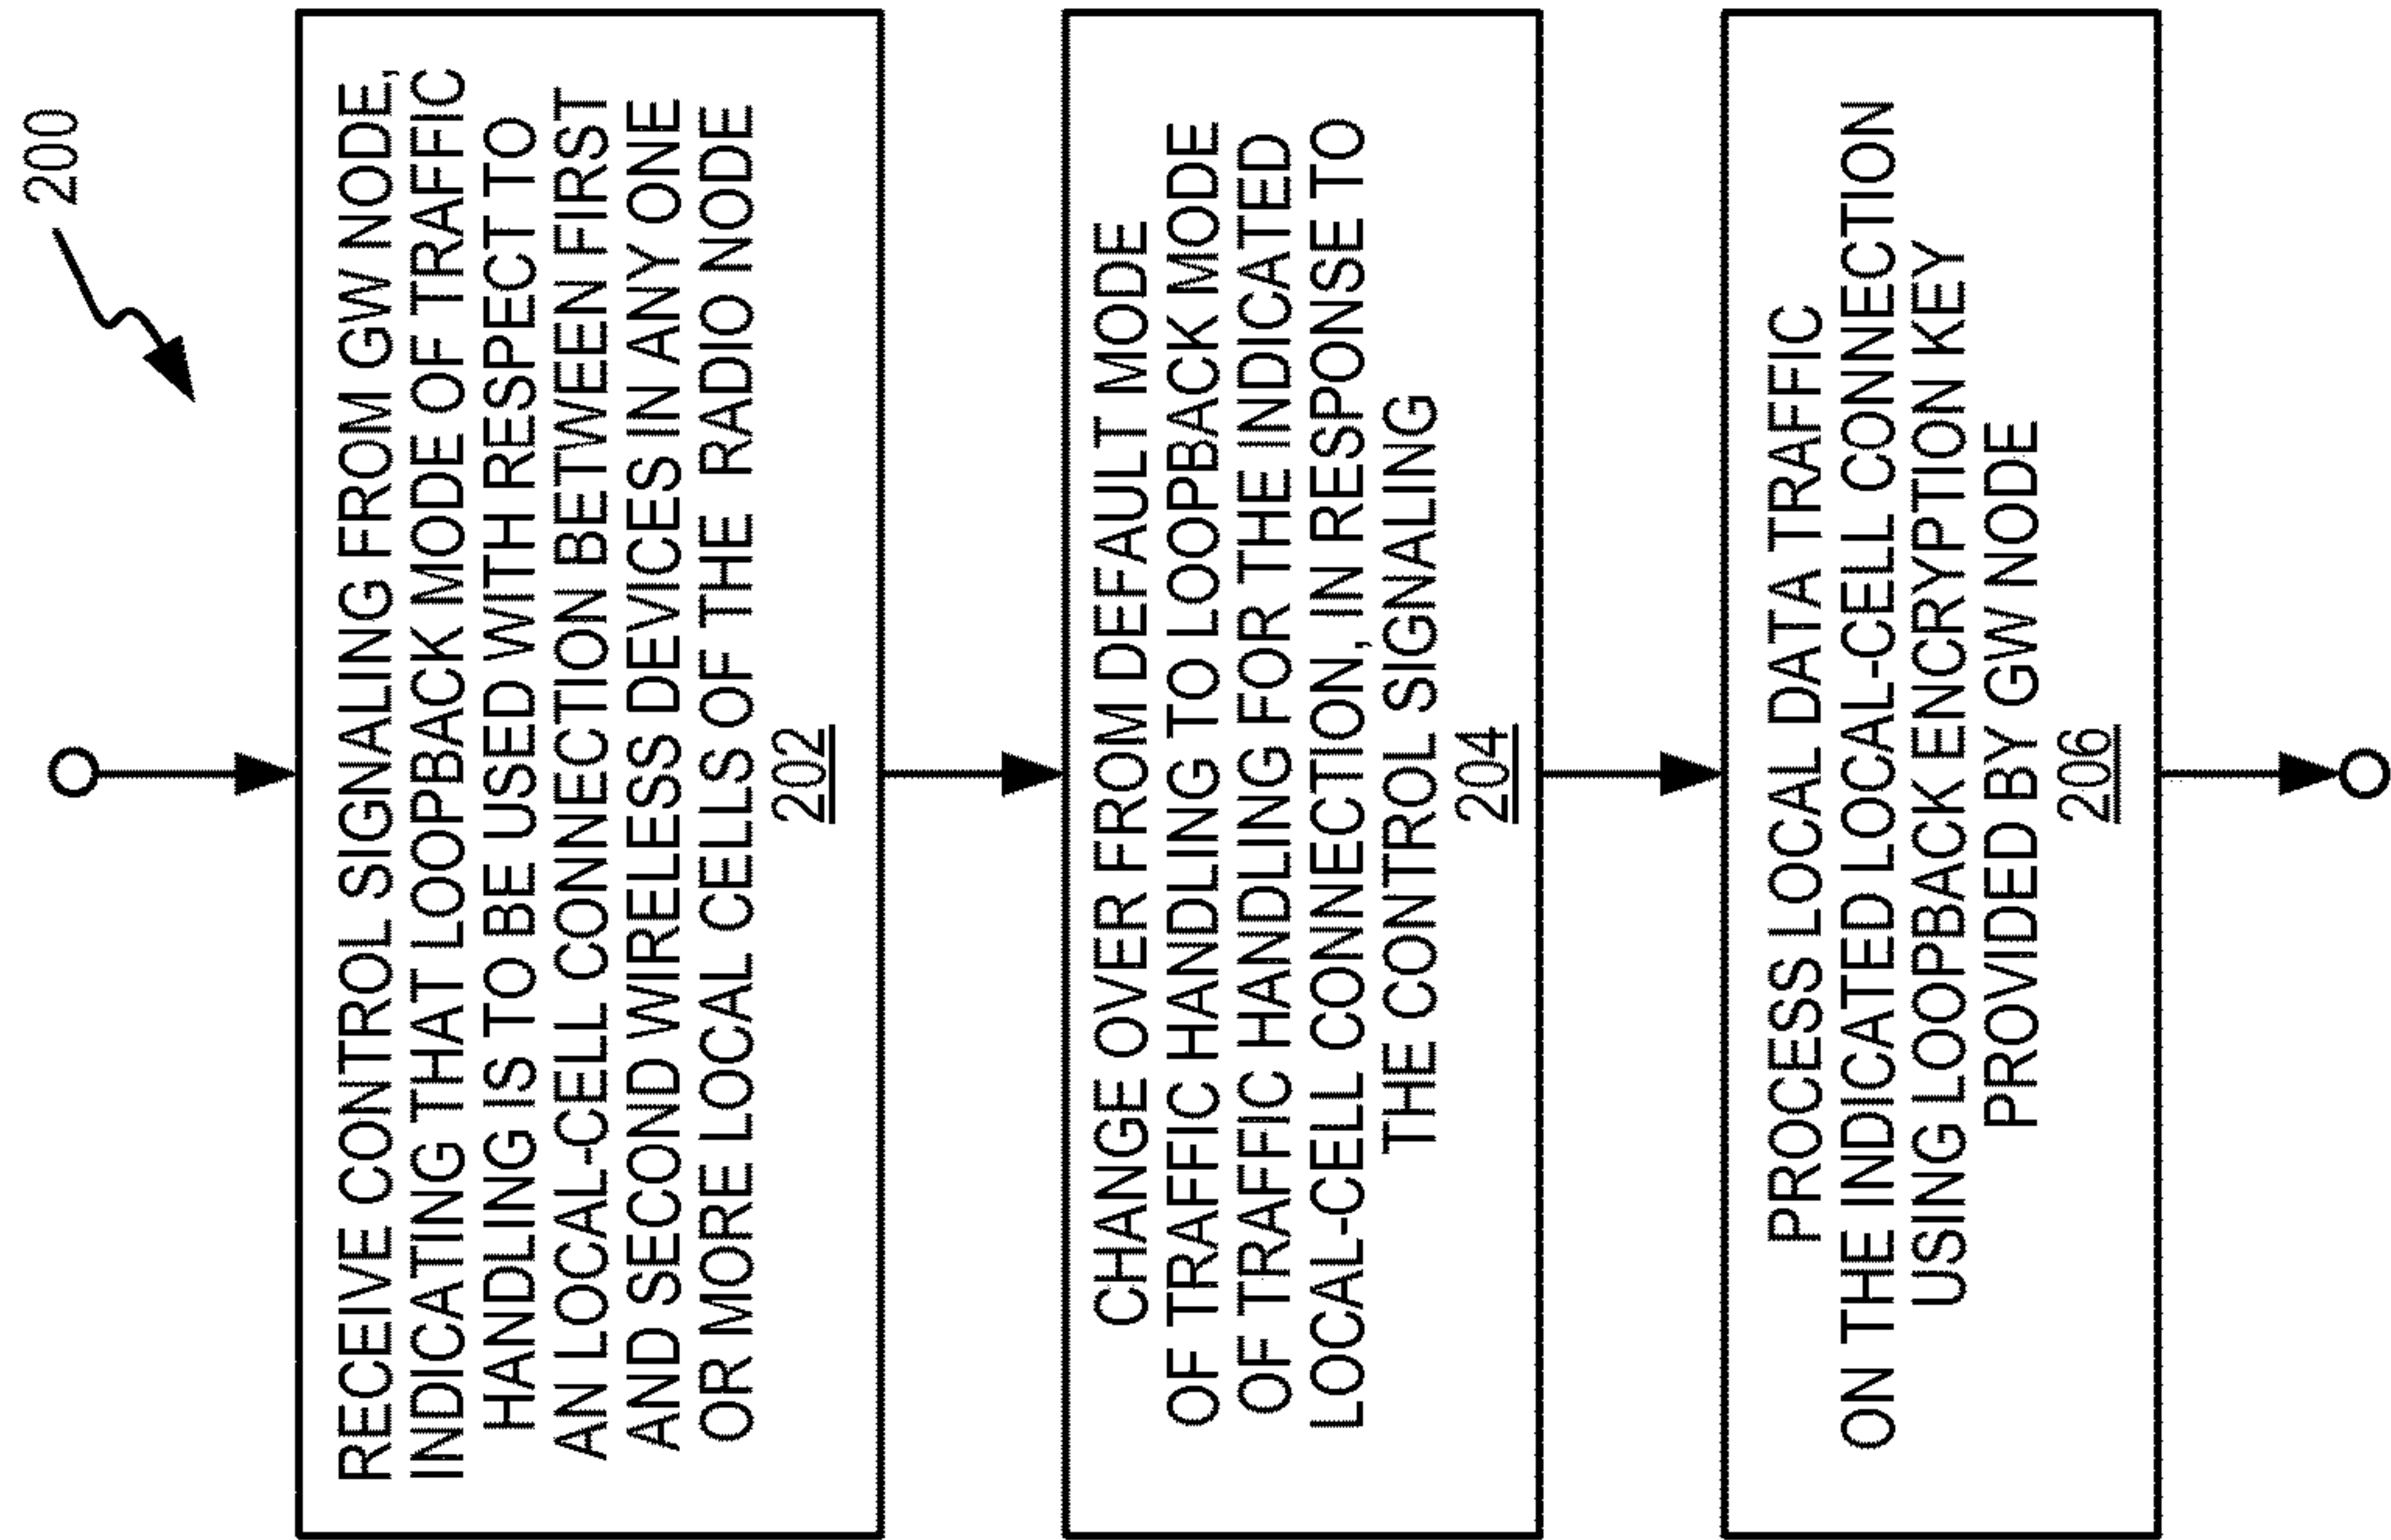 200
RECEIVE CONTROL SIGNALING FROM GW NODE,
INDICATING THAT LOOPBACK MODE OF TRAFFIC
HANDLING IS TO BE USED WITH RESPECT TO
AN LOCAL-CELL CONNECTION BETWEEN FIRST
AND SECOND WIRELESS DEVICES IN ANY ONE
OR MORE LOCAL CELLS OF THE RADIO NODE
202
CHANGE OVER FROM DEFAULT MODE
OF TRAFFIC HANDLING TO LOOPBACK MODE
OF TRAFFIC HANDLING FOR THE INDICATED
LOCAL-CELL CONNECTION, IN RESPONSE TO
THE CONTROL SIGNALING
204
PROCESS LOCAL DATA TRAFFIC
ON THE INDICATED LOCAL-CELL CONNECTION
USING LOOPBACK ENCRYPTION KEY
PROVIDED BY GW NODE
206